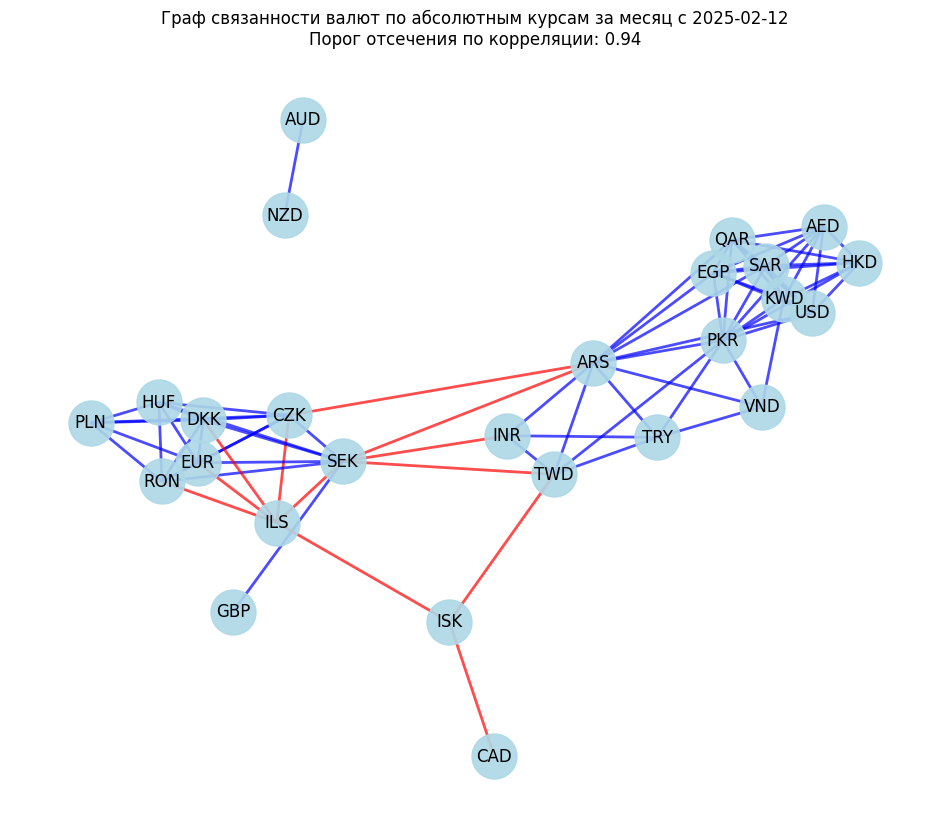 Граф связанности валют по абсолютным курсам за месяц с 2025-02-12
Порог отсечения по корреляции: 0.94
AUD
NZD
AED
QAR
HKD
SAR
EGP
KWD
USD
PKR
ARS
HUF
VND
CZK
DKK
PLN
INR
TRY
SEK
EUR
TWD
RON
ILS
GBP
ISK
CAD